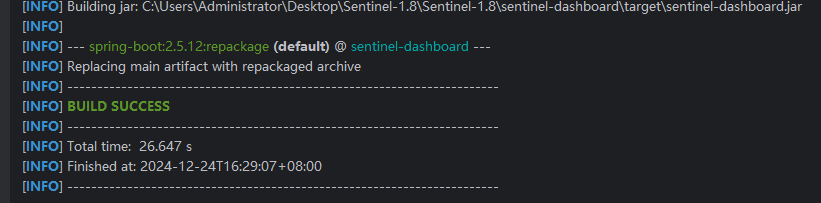 [INFO] Building jar: C:\Users\Administrator\Desktop\Sentinel-1.8\Sentinel-1.8\sentinel-dashboard\target\sentinel-dashboard.jar
[INFO]
[INFO] --- spring-boot:2.5.12:repackage (default) @ sentinel-dashboard ---
[INFO] Replacing main artifact with repackaged archive
[INFO] ------------------------------------------------------------------------
[INFO] BUILD SUCCESS
[INFO] ------------------------------------------------------------------------
[INFO] Total time:  26.647 s
[INFO] Finished at: 2024-12-24T16:29:07+08:00
[INFO] ------------------------------------------------------------------------